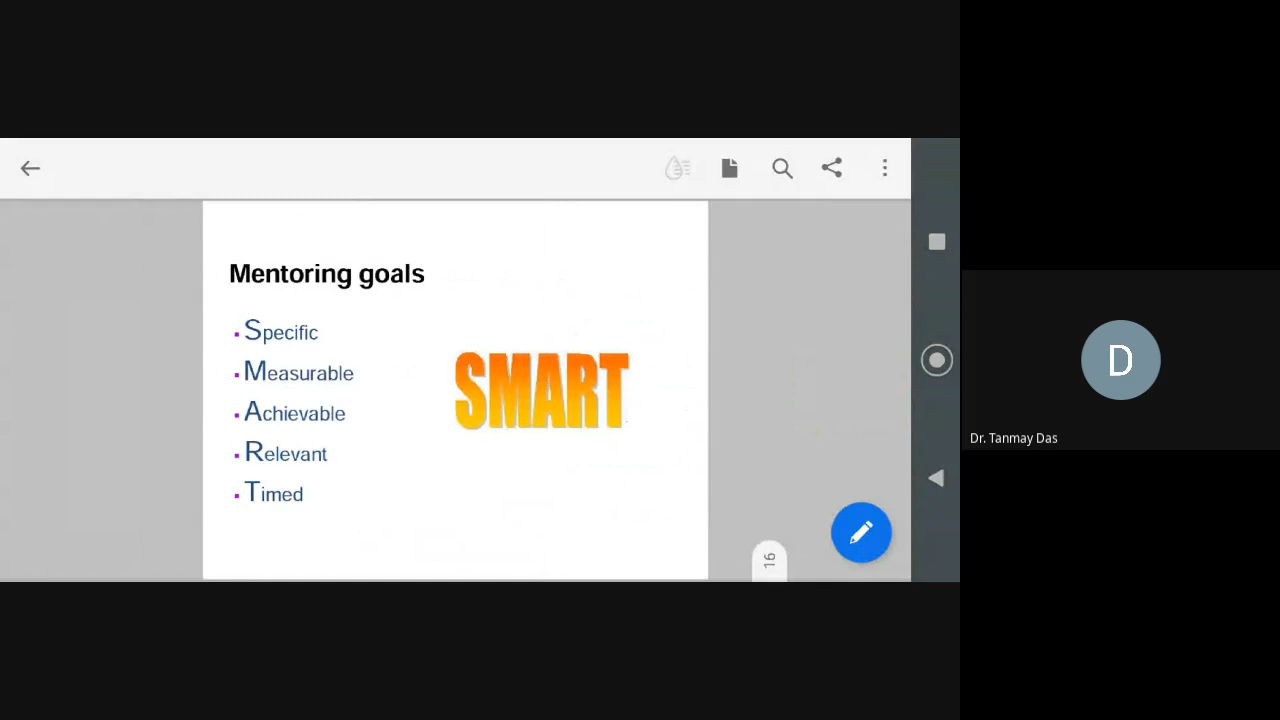 Mentoring goals
▪ Specific
▪ Measurable
▪ Achievable
▪ Relevant
▪ Timed
SMART
16
D
Dr. Tanmay Das